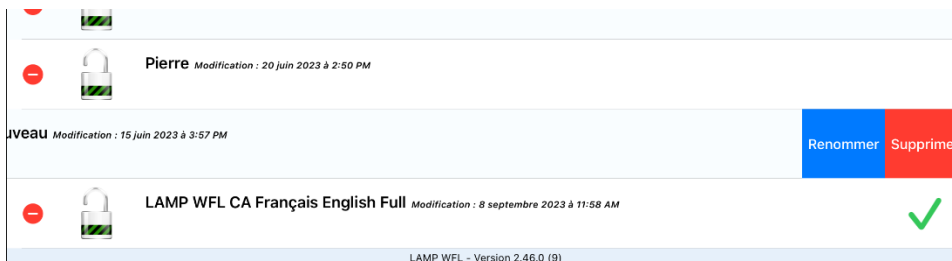 Pierre Modification : 20 juin 2023 à 2:50 PM
uveau Modification : 15 juin 2023 à 3:57 PM
Renommer Supprime
LAMP WFL CA Français English Full Modification : 8 septembre 2023 à 11:58 AM
LAMP WFL - Version 2.46.0 (9)